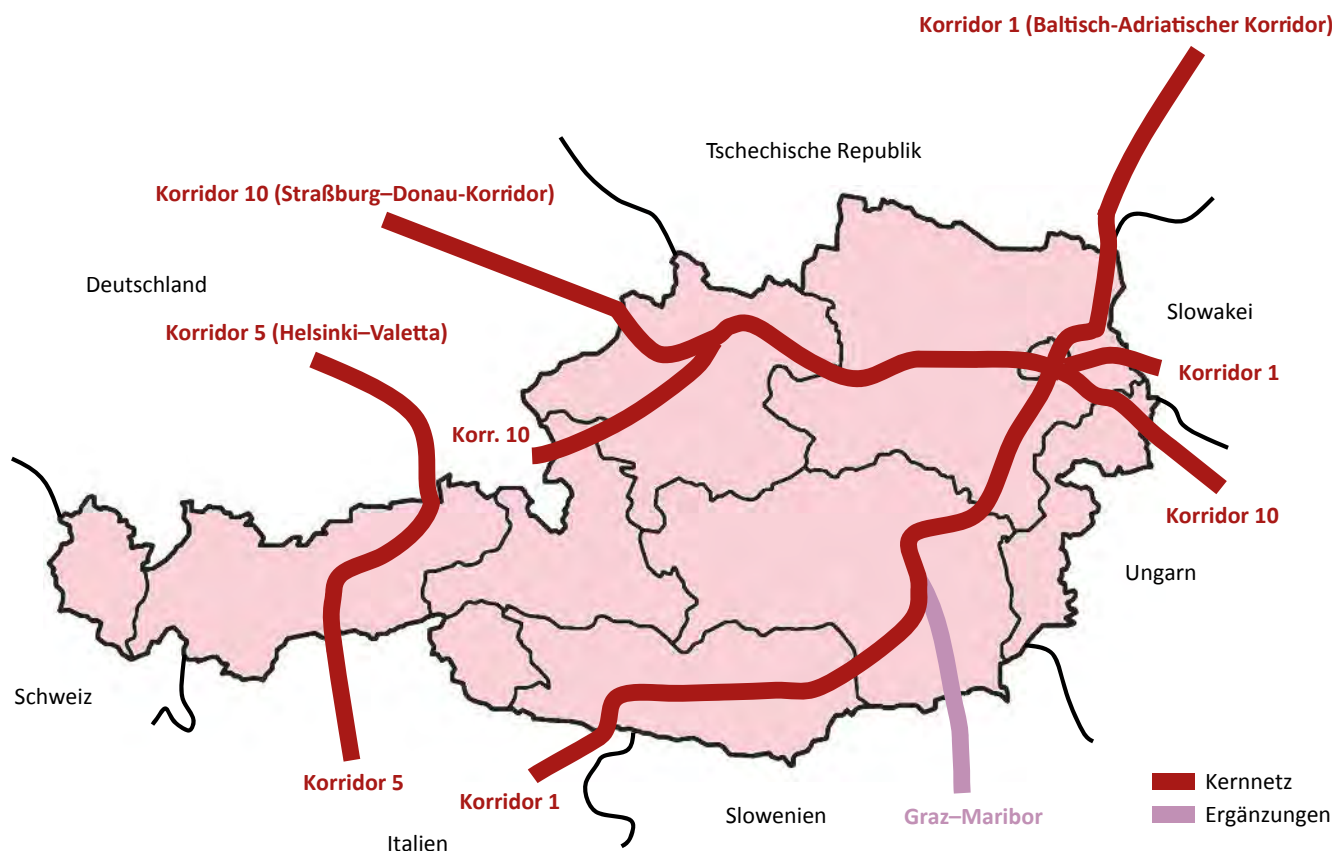 Korridor 1 (Baltisch-Adriatischer Korridor)
Tschechische Republik
Korridor 10 (Straßburg–Donau-Korridor)
Deutschland
Slowakei
Korridor 5 (Helsinki–Valetta)
Korridor 1
Korr. 10
Korridor 10
Ungarn
Schweiz
Korridor 5
Korridor 1
Kernnetz
Slowenien
Graz–Maribor
Ergänzungen
Italien